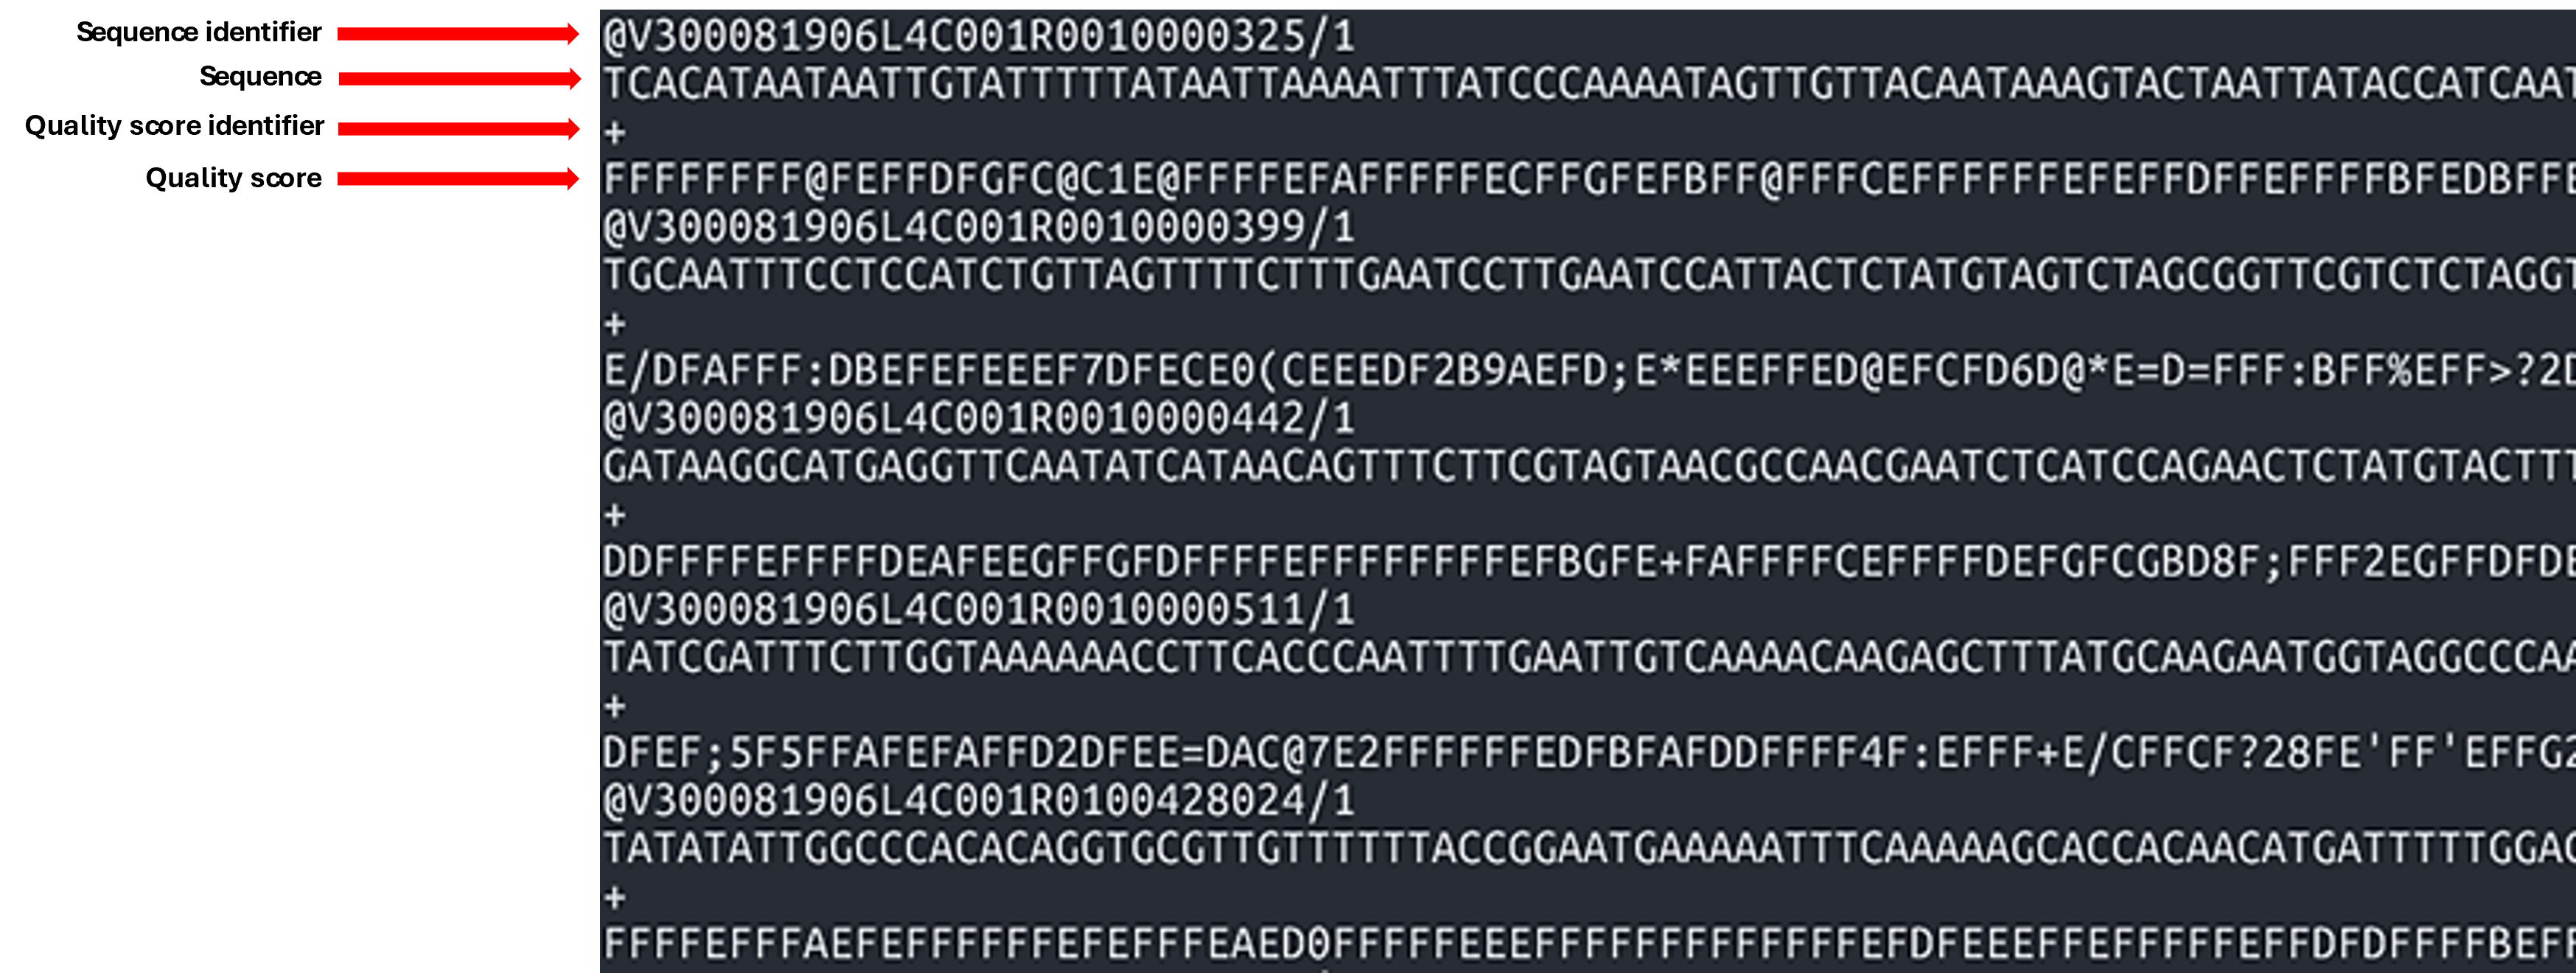 Sequence identifier
@V300081906L4C001R0010000325/1
Sequence
TCACATAATAATTGTATTTTTATAATTAAAATTTATCCCAAAATAGTTGTTACAATAAAGTACTAATTATACCATCAAT
Quality score identifier
+
Quality score
FFFFFFFF@FEFFDFGFC@C1E@FFFFEFAFFFFFECFFGFEFBFF@FFFCEFFFFFFEFEFFDFFEFFFFBFEDBFFE
@V300081906L4C001R0010000399/1
TGCAATTTCCTCCATCTGTTAGTTTTCTTTGAATCCTTGAATCCATTACTCTATGTAGTCTAGCGGTTCGTCTCTAGGT
+
E/DFAFFF:DBEFEFEEEF7DFECE0(CEEEDF2B9AEFD;E*EEEFFED@EFCFD6D@*E=D=FFF:BFF%EFF>?2D
@V300081906L4C001R0010000442/1
GATAAGGCATGAGGTTCAATATCATAACAGTTTCTTCGTAGTAACGCCAACGAATCTCATCCAGAACTCTATGTACTTT
+
DDFFFFEFFFFDEAFEEGFFGFDFFFFEFFFFFFFFEFBGFE+FAFFFFCEFFFFDEFGFCGBD8F;FFF2EGFFDFDE
@V300081906L4C001R0010000511/1
TATCGATTTCTTGGTAAAAAACCTTCACCCAATTTTGAATTGTCAAAACAAGAGCTTTATGCAAGAATGGTAGGCCCAA
+
DFEF;5F5FFAFEFAFFD2DFEE=DAC@7E2FFFFFFEDFBFAFDDFFFF4F:EFFF+E/CFFCF?28FE'FF'EFFG2
@V300081906L4C001R0100428024/1
TATATATTGGCCCACACAGGTGCGTTGTTTTTTACCGGAATGAAAAATTTCAAAAAGCACCACAACATGATTTTTGGAC
+
FFFFEFFFAEFEFFFFFFEFEFFFEAED0FFFFFEEEFFFFFFFFFFFFFEFDFEEEFFEFFFFFEFFDFDFFFFBEFF